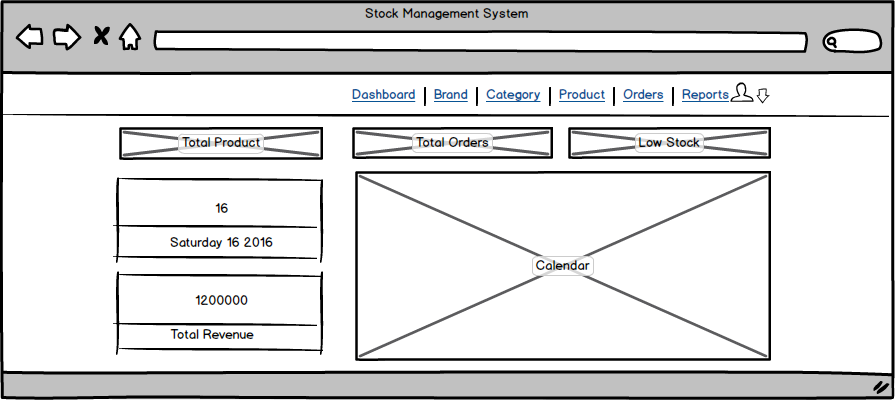 Stock Management System
Dashboard Brand Category Product Orders Reports
Total Product Total Orders Low Stock
16
Saturday 16 2016
Calendar
1200000
Total Revenue